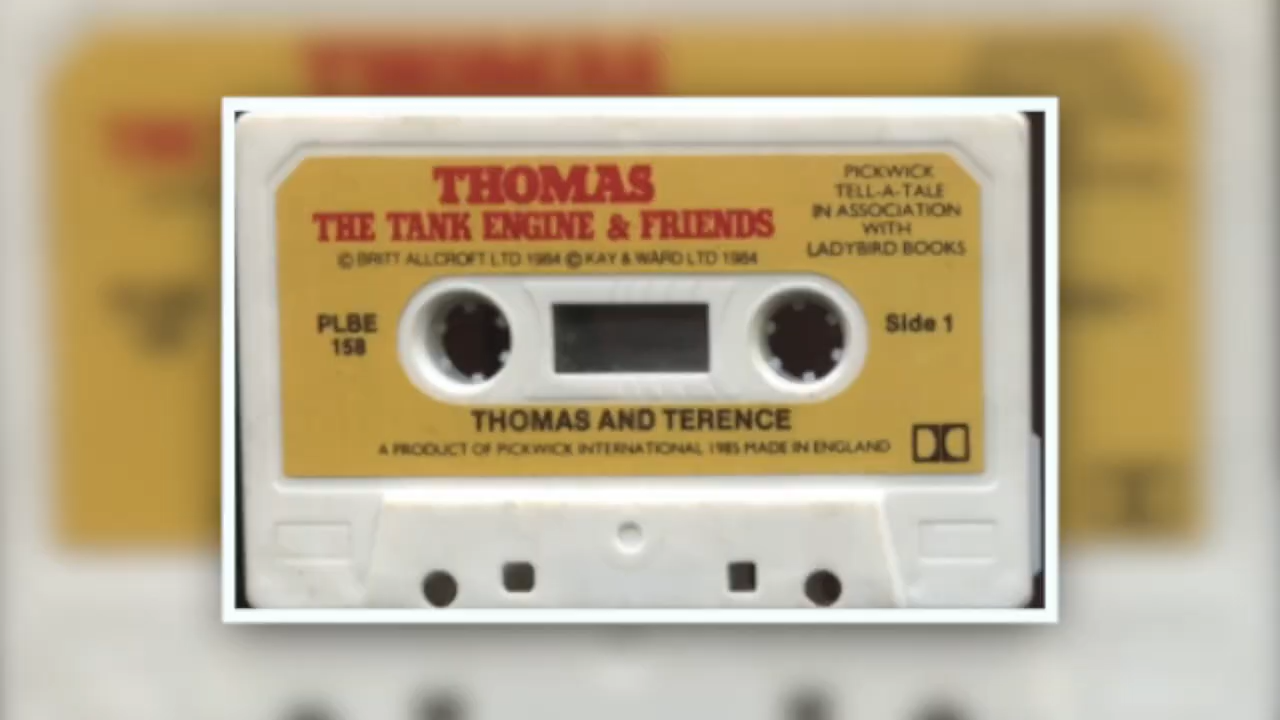 THOMAS
THE TANK ENGINE & FRIENDS
© BRITT ALLCROFT LTD 1984 © KAY & WARD LTD 1984
PICKWICK
TELL-A-TALE
IN ASSOCIATION
WITH
LADYBIRD BOOKS
PLBE
158
Side 1
THOMAS AND TERENCE
A PRODUCT OF PICKWICK INTERNATIONAL 1985 MADE IN ENGLAND